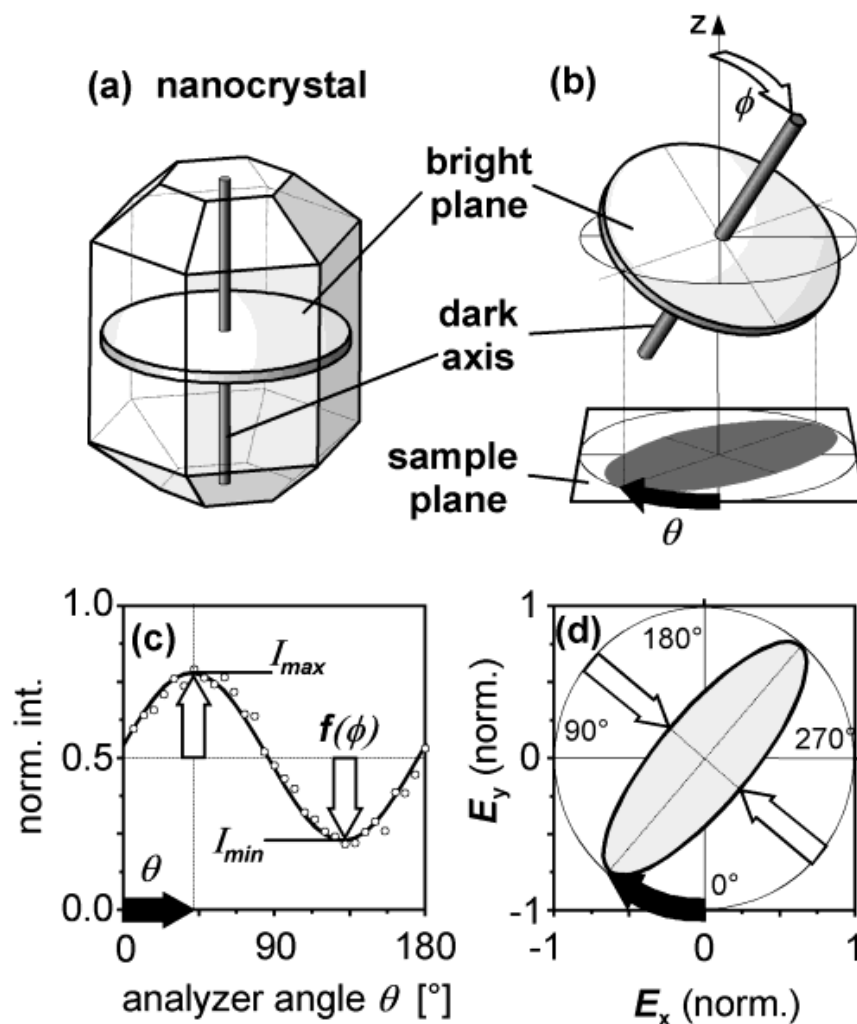 (a) nanocrystal
(b)
z
ϕ
bright
plane
dark
axis
sample
plane
θ
(c)
norm. int.
1.0
0.5
0.0
I_max
f(ϕ)
I_min
θ
0
90
180
analyzer angle θ [°]
(d)
E_y (norm.)
1
0
-1
180°
90°
270°
0°
-1
0
1
E_x (norm.)